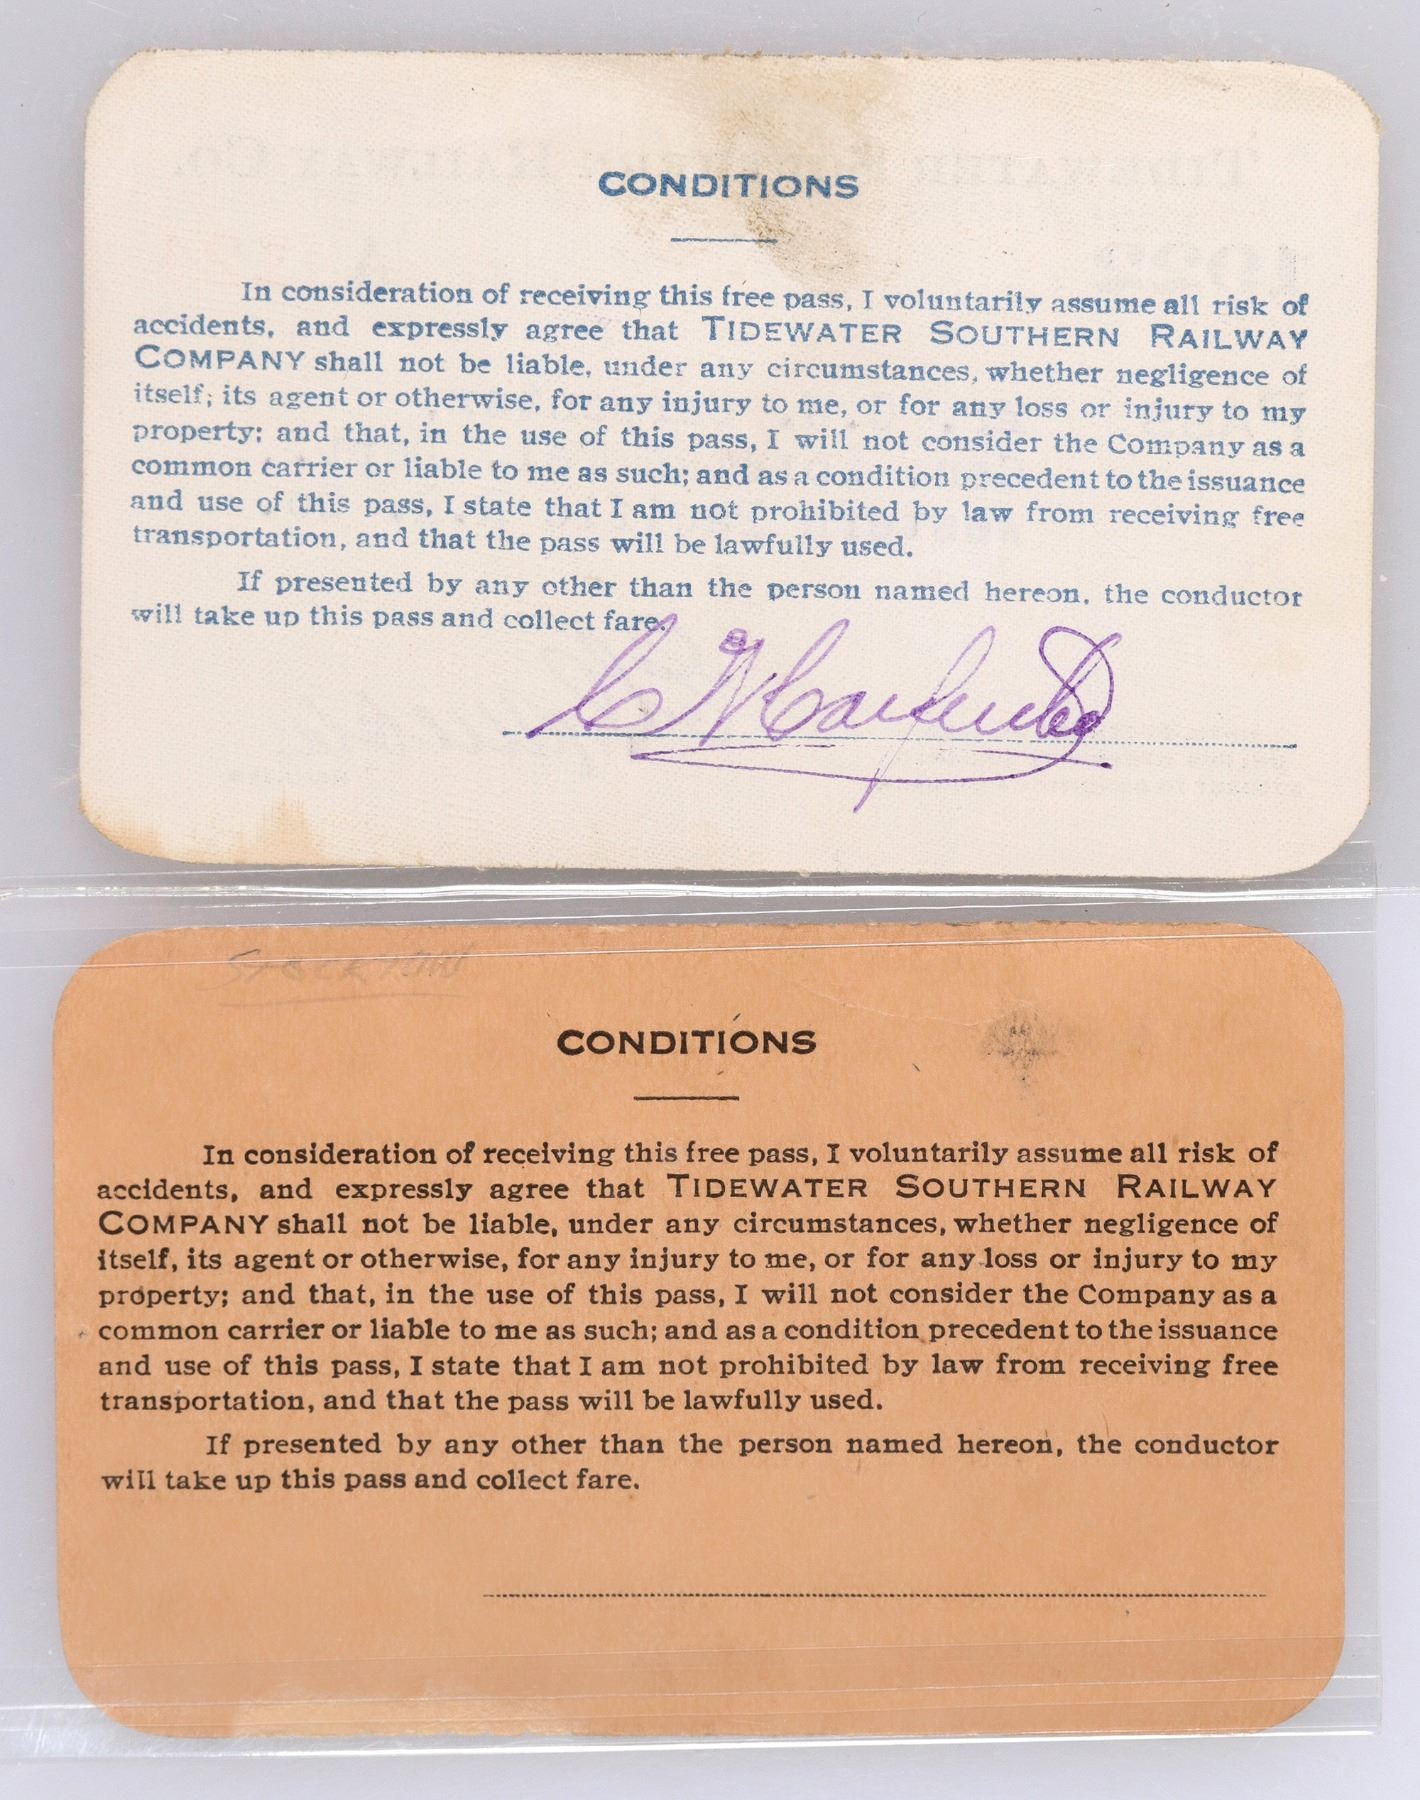 CONDITIONS
In consideration of receiving this free pass, I voluntarily assume all risk of
accidents, and expressly agree that TIDEWATER SOUTHERN RAILWAY
COMPANY shall not be liable, under any circumstances, whether negligence of
itself; its agent or otherwise, for any injury to me, or for any loss or injury to my
property; and that, in the use of this pass, I will not consider the Company as a
common carrier or liable to me as such; and as a condition precedent to the issuance
and use of this pass, I state that I am not prohibited by law from receiving free
transportation, and that the pass will be lawfully used.
If presented by any other than the person named hereon, the conductor
will take up this pass and collect fare.
STOCKTON
CONDITIONS
In consideration of receiving this free pass, I voluntarily assume all risk of
accidents, and expressly agree that TIDEWATER SOUTHERN RAILWAY
COMPANY shall not be liable, under any circumstances, whether negligence of
itself, its agent or otherwise, for any injury to me, or for any loss or injury to my
property; and that, in the use of this pass, I will not consider the Company as a
common carrier or liable to me as such; and as a condition precedent to the issuance
and use of this pass, I state that I am not prohibited by law from receiving free
transportation, and that the pass will be lawfully used.
If presented by any other than the person named hereon, the conductor
will take up this pass and collect fare.